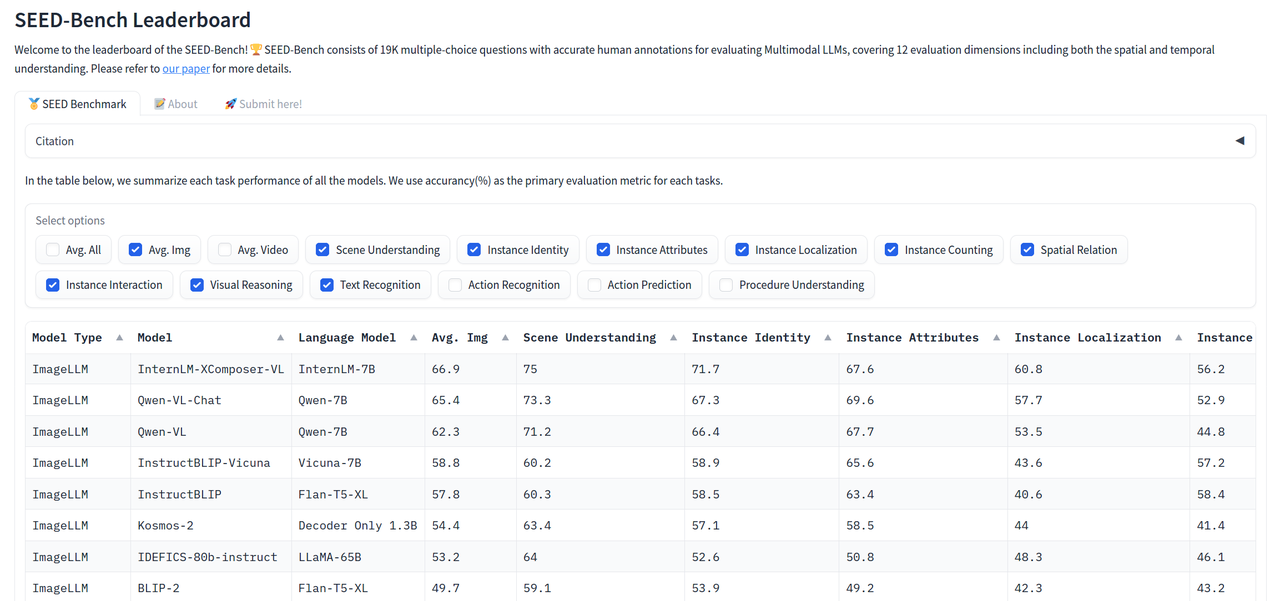 SEED-Bench Leaderboard
Welcome to the leaderboard of the SEED-Bench! 🏆 SEED-Bench consists of 19K multiple-choice questions with accurate human annotations for evaluating Multimodal LLMs, covering 12 evaluation dimensions including both the spatial and temporal
understanding. Please refer to our paper for more details.
🏅 SEED Benchmark 📝 About 🚀 Submit here!
Citation ◀
In the table below, we summarize each task performance of all the models. We use accurancy(%) as the primary evaluation metric for each tasks.
Select options
Avg. All Avg. Img Avg. Video Scene Understanding Instance Identity Instance Attributes Instance Localization Instance Counting Spatial Relation
Instance Interaction Visual Reasoning Text Recognition Action Recognition Action Prediction Procedure Understanding
Model Type ▲ Model ▲ Language Model ▲ Avg. Img ▲ Scene Understanding ▲ Instance Identity ▲ Instance Attributes ▲ Instance Localization ▲ Instance
ImageLLM InternLM-XComposer-VL InternLM-7B 66.9 75 71.7 67.6 60.8 56.2
ImageLLM Qwen-VL-Chat Qwen-7B 65.4 73.3 67.3 69.6 57.7 52.9
ImageLLM Qwen-VL Qwen-7B 62.3 71.2 66.4 67.7 53.5 44.8
ImageLLM InstructBLIP-Vicuna Vicuna-7B 58.8 60.2 58.9 65.6 43.6 57.2
ImageLLM InstructBLIP Flan-T5-XL 57.8 60.3 58.5 63.4 40.6 58.4
ImageLLM Kosmos-2 Decoder Only 1.3B 54.4 63.4 57.1 58.5 44 41.4
ImageLLM IDEFICS-80b-instruct LLaMA-65B 53.2 64 52.6 50.8 48.3 46.1
ImageLLM BLIP-2 Flan-T5-XL 49.7 59.1 53.9 49.2 42.3 43.2